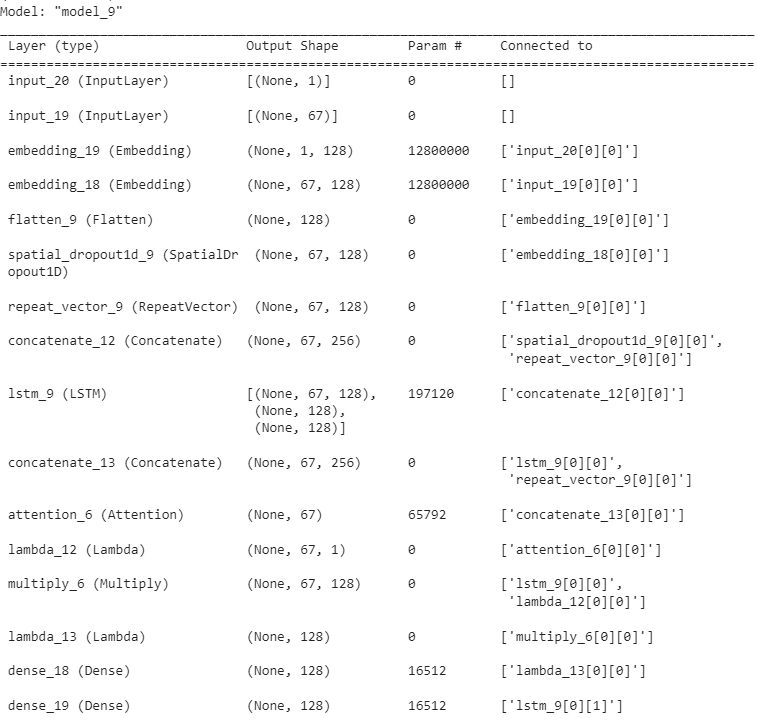 Model: "model_9"
Layer (type) Output Shape Param # Connected to
input_20 (InputLayer) [(None, 1)] 0 []
input_19 (InputLayer) [(None, 67)] 0 []
embedding_19 (Embedding) (None, 1, 128) 12800000 ['input_20[0][0]']
embedding_18 (Embedding) (None, 67, 128) 12800000 ['input_19[0][0]']
flatten_9 (Flatten) (None, 128) 0 ['embedding_19[0][0]']
spatial_dropout1d_9 (SpatialDr (None, 67, 128) 0 ['embedding_18[0][0]']
opout1D)
repeat_vector_9 (RepeatVector) (None, 67, 128) 0 ['flatten_9[0][0]']
concatenate_12 (Concatenate) (None, 67, 256) 0 ['spatial_dropout1d_9[0][0]',
'repeat_vector_9[0][0]']
lstm_9 (LSTM) [(None, 67, 128), 197120 ['concatenate_12[0][0]']
(None, 128),
(None, 128)]
concatenate_13 (Concatenate) (None, 67, 256) 0 ['lstm_9[0][0]',
'repeat_vector_9[0][0]']
attention_6 (Attention) (None, 67) 65792 ['concatenate_13[0][0]']
lambda_12 (Lambda) (None, 67, 1) 0 ['attention_6[0][0]']
multiply_6 (Multiply) (None, 67, 128) 0 ['lstm_9[0][0]',
'lambda_12[0][0]']
lambda_13 (Lambda) (None, 128) 0 ['multiply_6[0][0]']
dense_18 (Dense) (None, 128) 16512 ['lambda_13[0][0]']
dense_19 (Dense) (None, 128) 16512 ['lstm_9[0][1]']